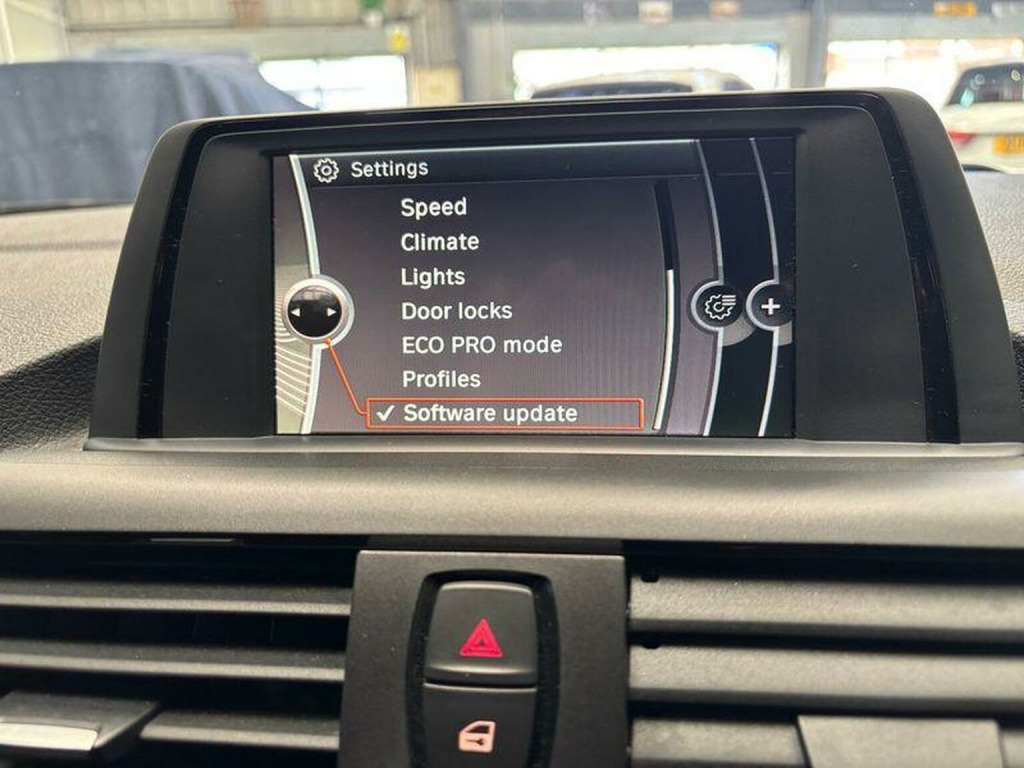 Settings
Speed
Climate
Lights
Door locks
ECO PRO mode
Profiles
Software update